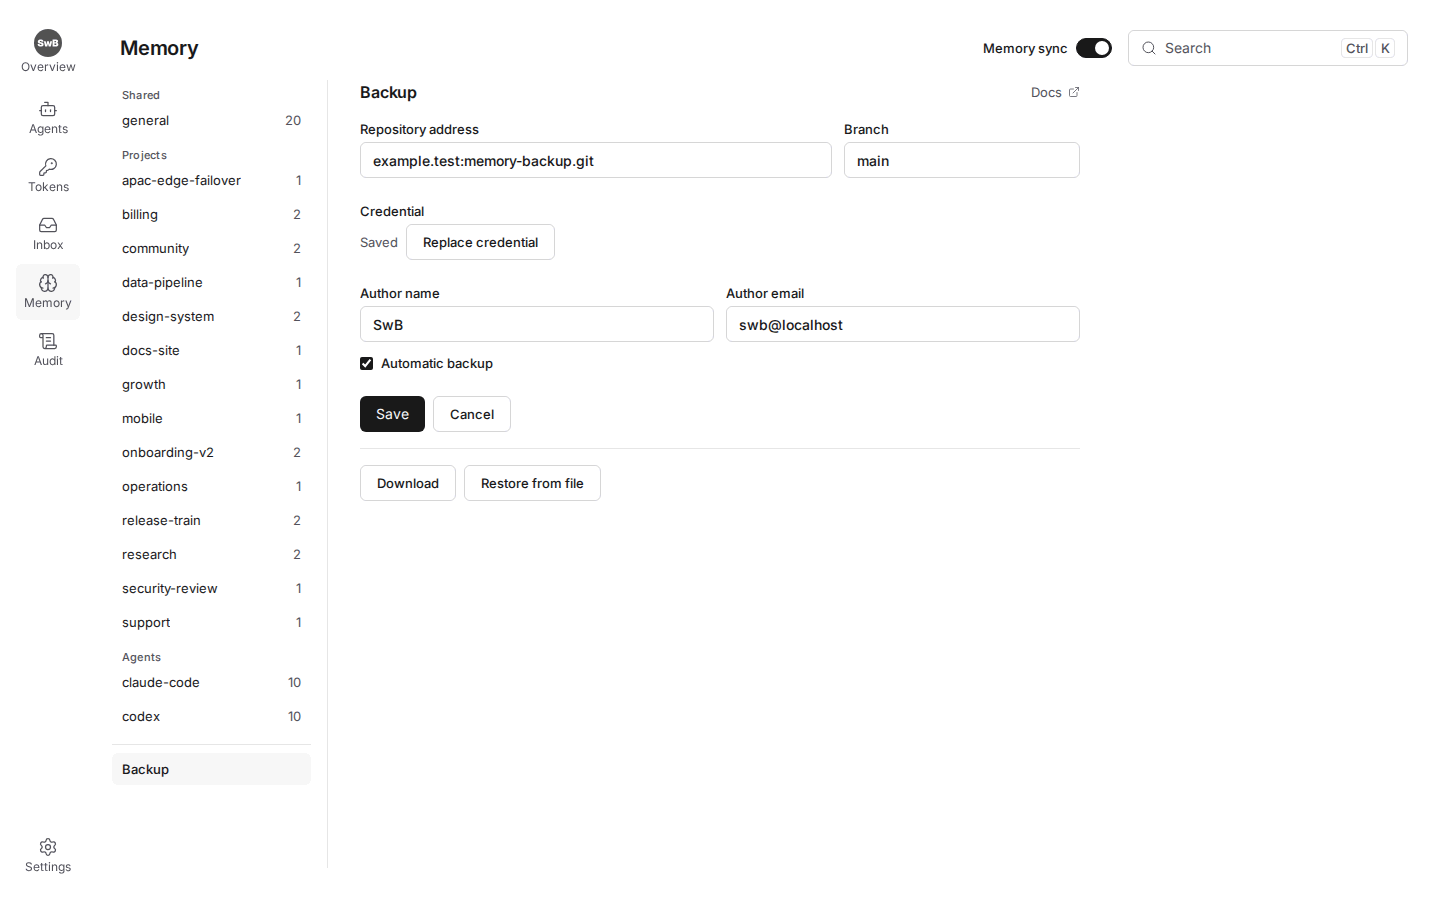 SwB
Overview
Agents
Tokens
Inbox
Memory
Audit
Settings
Memory
Memory sync
Search
Ctrl K
Shared
general 20
Projects
apac-edge-failover 1
billing 2
community 2
data-pipeline 1
design-system 2
docs-site 1
growth 1
mobile 1
onboarding-v2 2
operations 1
release-train 2
research 2
security-review 1
support 1
Agents
claude-code 10
codex 10
Backup
Backup
Docs
Repository address
example.test:memory-backup.git
Branch
main
Credential
Saved
Replace credential
Author name
SwB
Author email
swb@localhost
Automatic backup
Save
Cancel
Download
Restore from file